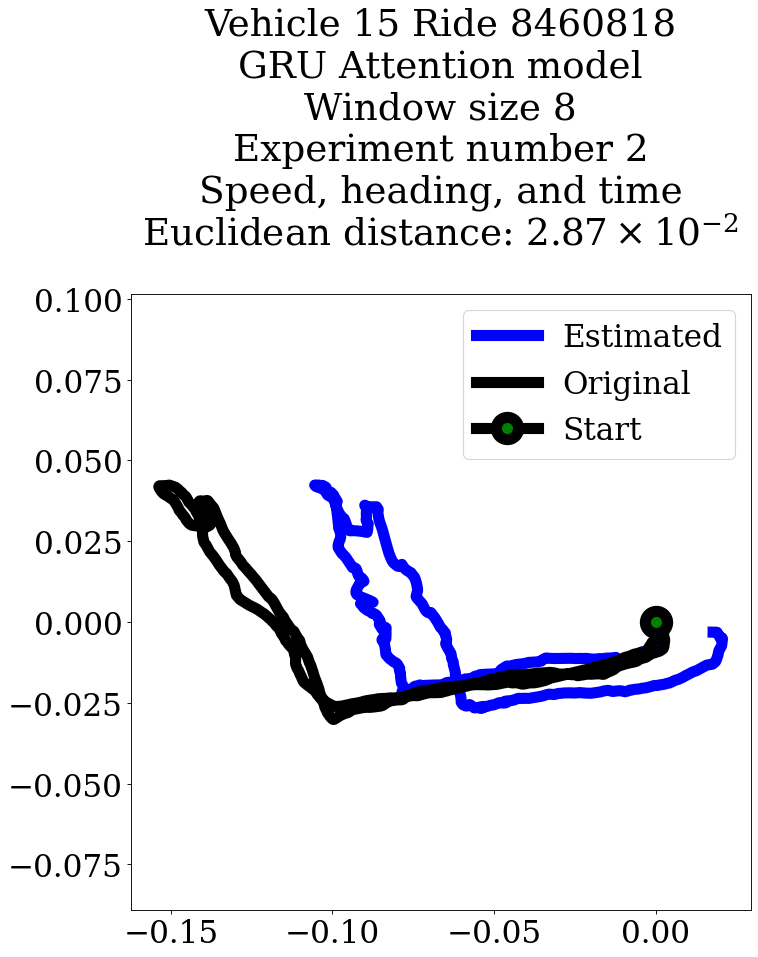 Vehicle 15 Ride 8460818
GRU Attention model
Window size 8
Experiment number 2
Speed, heading, and time
Euclidean distance: 2.87 × 10⁻²
Estimated
Original
Start
0.100
0.075
0.050
0.025
0.000
−0.025
−0.050
−0.075
−0.15 −0.10 −0.05 0.00